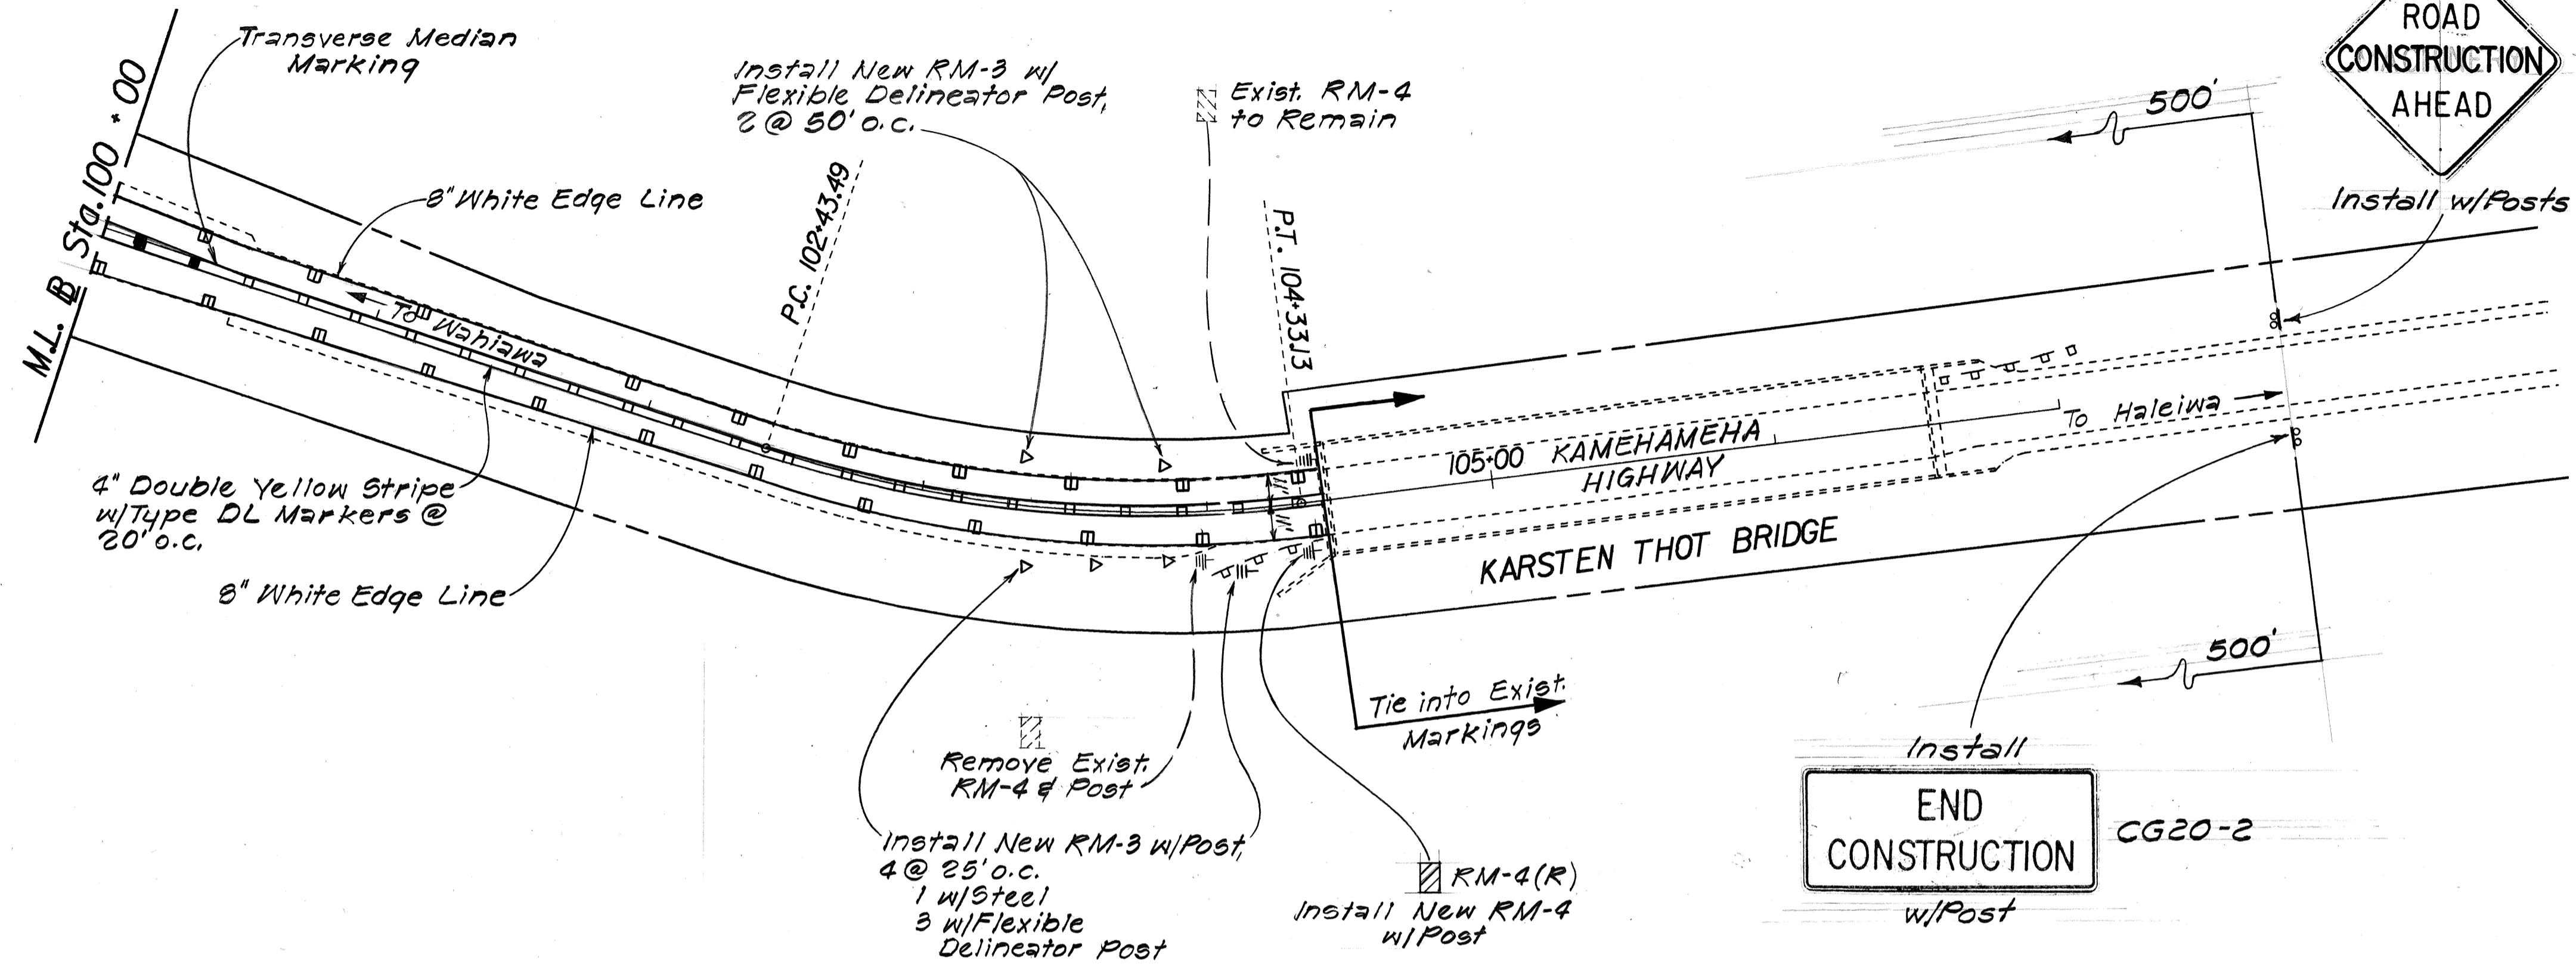 Transverse Median
Marking
Install New RM-3 w/
Flexible Delineator Post,
2 @ 50' o.c.
Exist. RM-4
to Remain
500'
ROAD
CONSTRUCTION
AHEAD
Install w/Posts
M.L. B Sta. 100 + 00
8" White Edge Line
P.C. 102+43.49
P.T. 104+33.13
To Wahiawa
4" Double Yellow Stripe
w/Type DL Markers @
20' o.c.
8" White Edge Line
11'
11'
105+00 KAMEHAMEHA
HIGHWAY
To Haleiwa
KARSTEN THOT BRIDGE
500'
Tie into Exist.
Markings
Remove Exist.
RM-4 & Post
Install New RM-3 w/Post,
4 @ 25' o.c.
1 w/Steel
3 w/Flexible
Delineator Post
RM-4(R)
Install New RM-4
w/Post
Install
END
CONSTRUCTION
CG20-2
w/Post